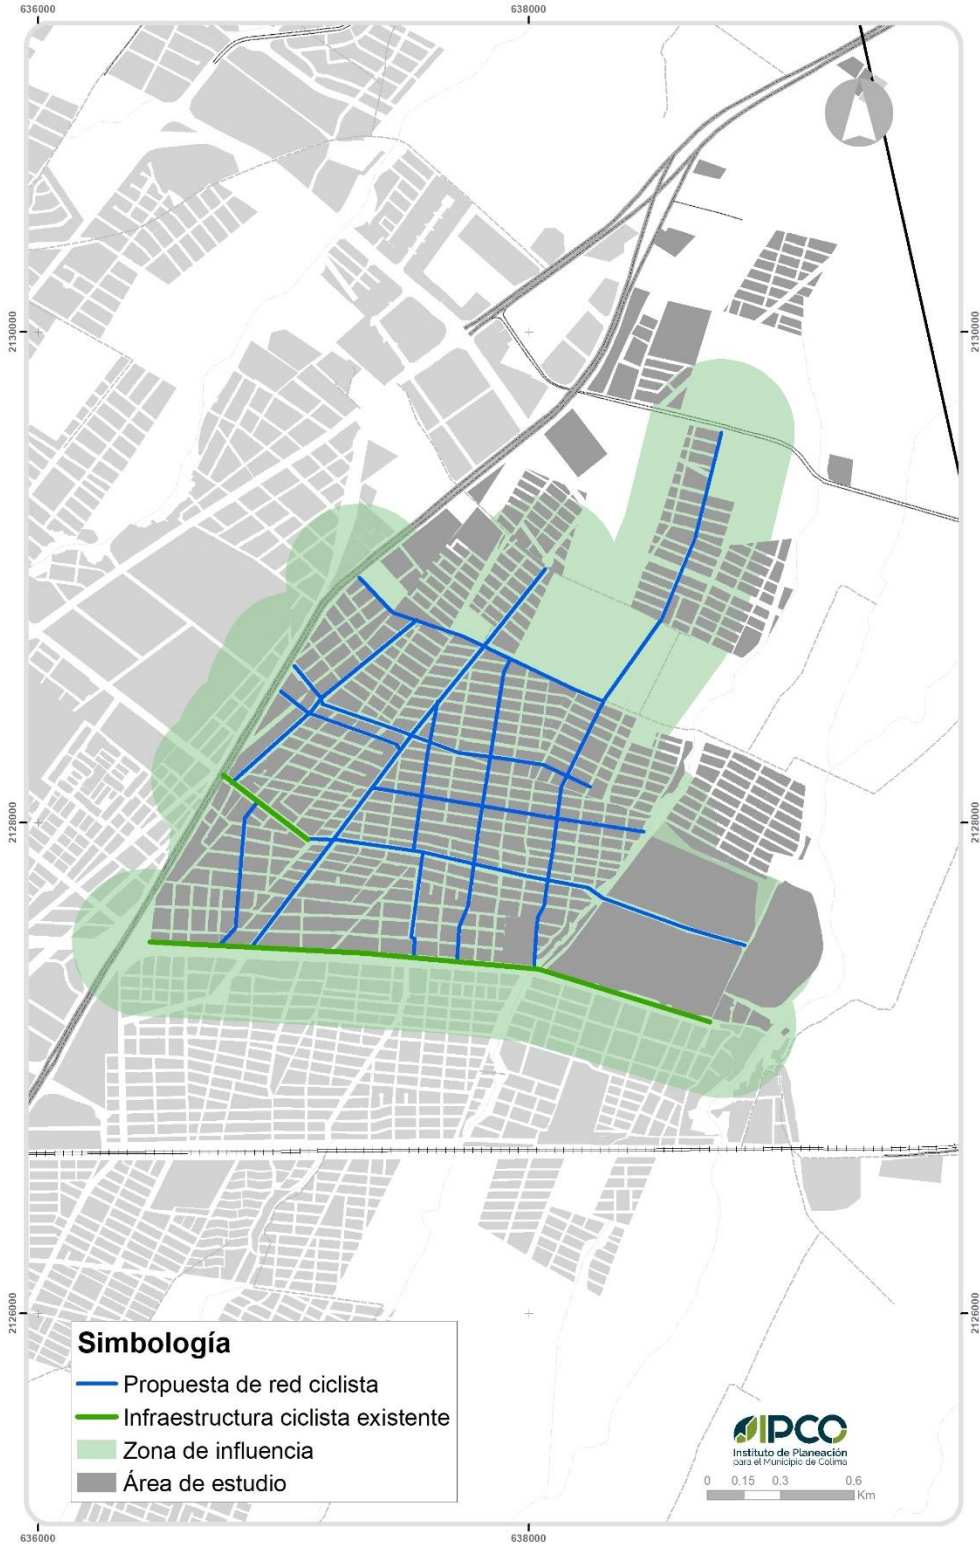 636000
638000
2130000
2130000
2128000
2128000
2126000
2126000
Simbología
Propuesta de red ciclista
Infraestructura ciclista existente
Zona de influencia
Área de estudio
IPCO
Instituto de Planeación
para el Municipio de Colima
0 0.15 0.3 0.6
Km
636000
638000